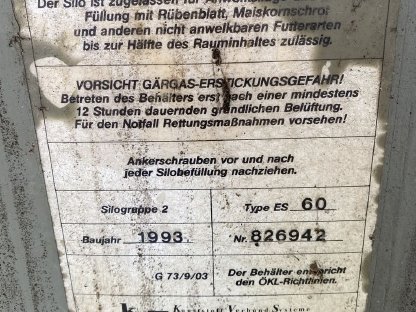 Der Silo ist zugelassen für Anwendung
Füllung mit Rübenblatt, Maiskornschrot
und anderen nicht anwelkbaren Futterarten
bis zur Hälfte des Rauminhaltes zulässig.
VORSICHT GÄRGAS-ERSTICKUNGSGEFAHR!
Betreten des Behälters erst nach einer mindestens
12 Stunden dauernden gründlichen Belüftung.
Für den Notfall Rettungsmaßnahmen vorsehen!
Ankerschrauben vor und nach
jeder Silobefüllung nachziehen.
Silogruppe 2 Type ES 60
Baujahr 1993 Nr. 826942
G 73/9/03 Der Behälter entspricht
den ÖKL-Richtlinien.
Kunststoff Verbund Systeme